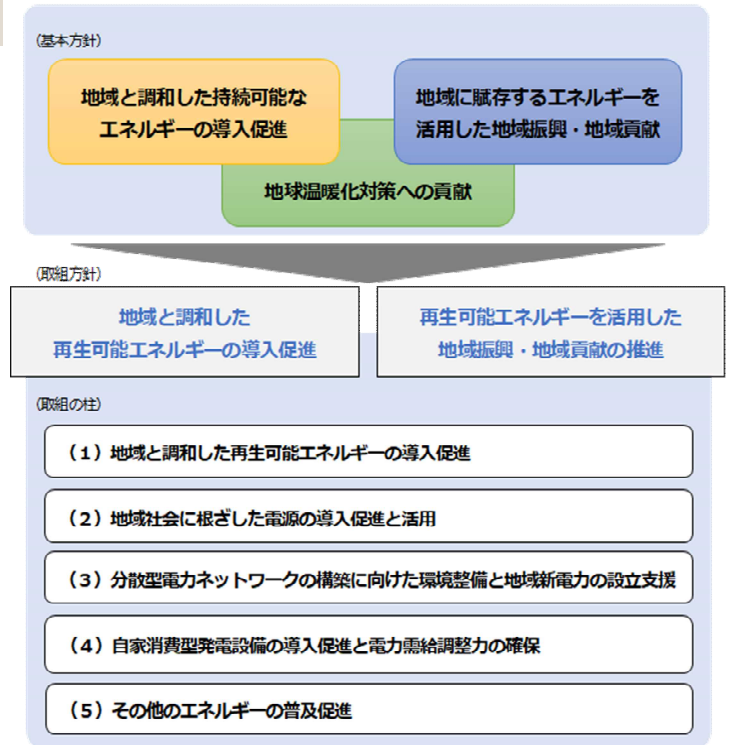 (基本方針)
地域と調和した持続可能な
エネルギーの導入促進
地域に賦存するエネルギーを
活用した地域振興・地域貢献
地球温暖化対策への貢献
(取組方針)
地域と調和した
再生可能エネルギーの導入促進
再生可能エネルギーを活用した
地域振興・地域貢献の推進
(取組の柱)
（１）地域と調和した再生可能エネルギーの導入促進
（２）地域社会に根ざした電源の導入促進と活用
（３）分散型電力ネットワークの構築に向けた環境整備と地域新電力の設立支援
（４）自家消費型発電設備の導入促進と電力需給調整力の確保
（５）その他のエネルギーの普及促進